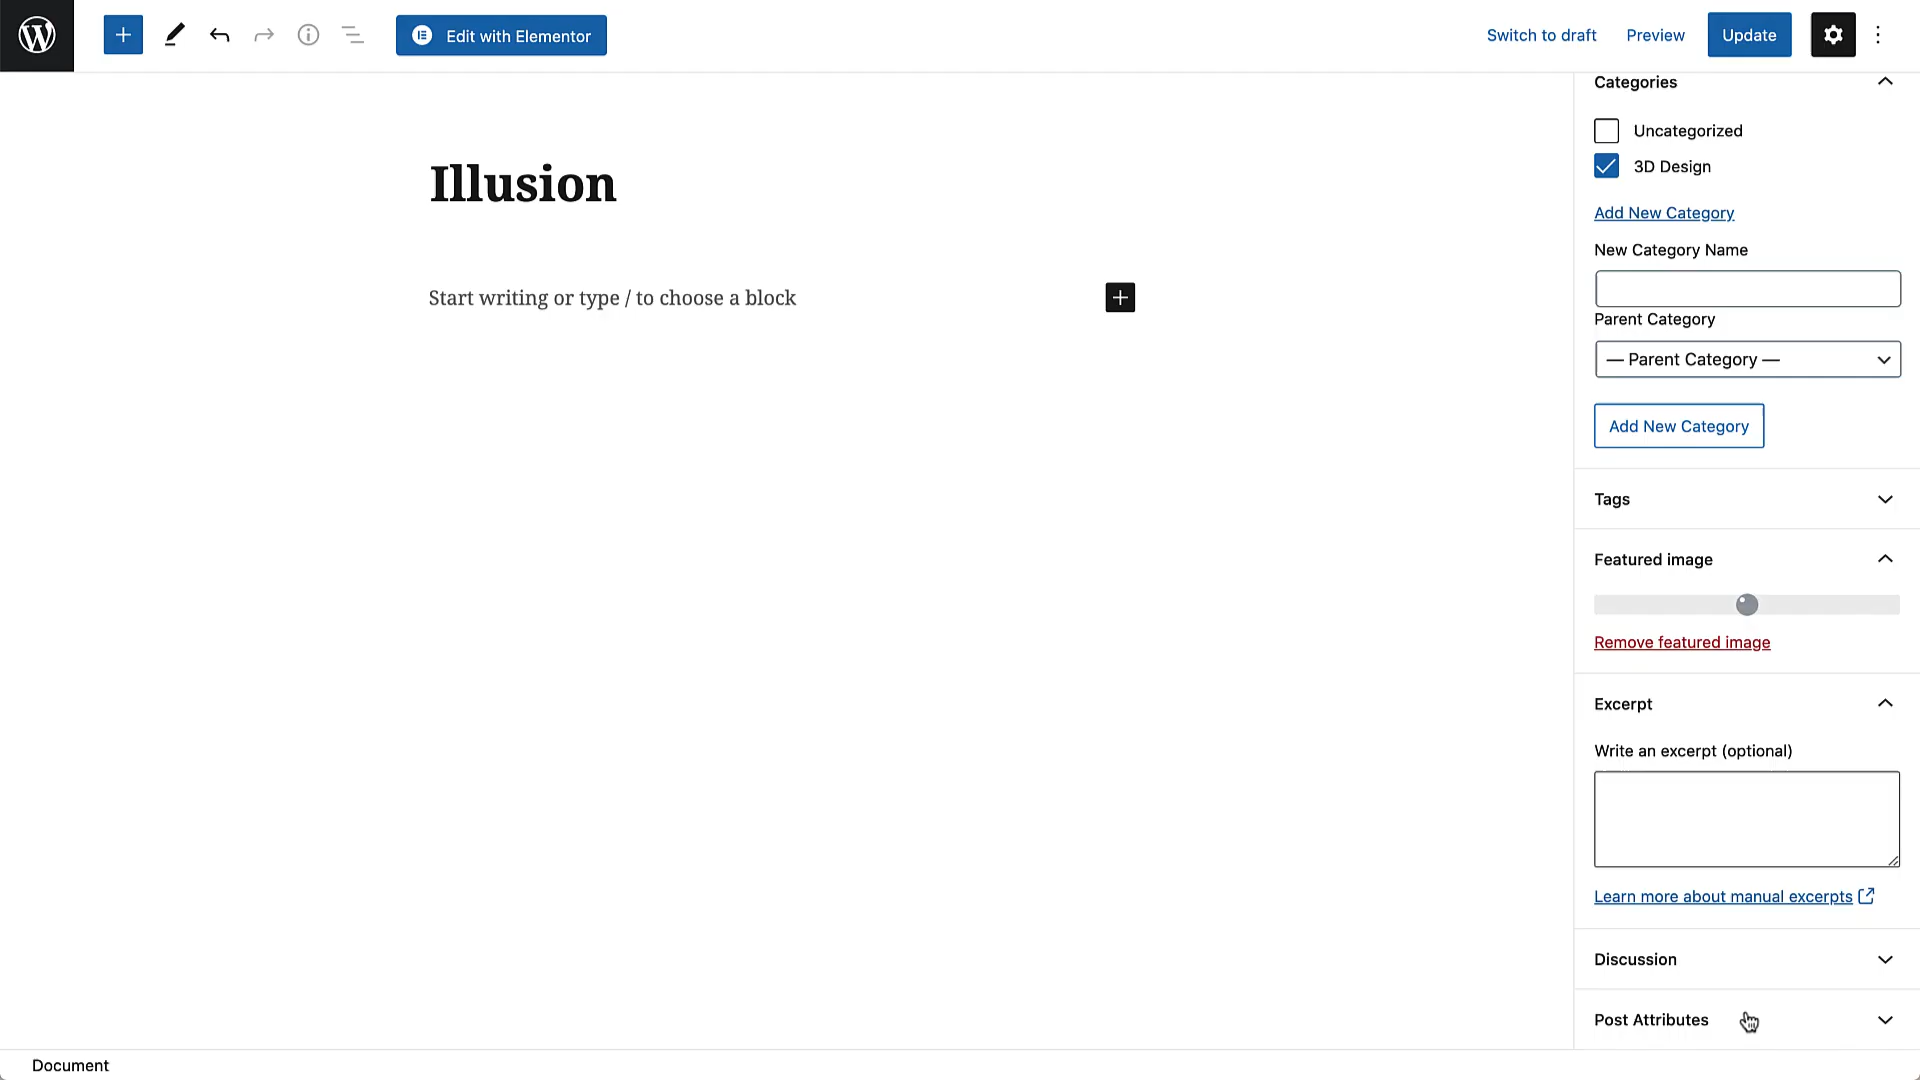 Edit with Elementor
Switch to draft
Preview
Update
Categories
Uncategorized
3D Design
Add New Category
New Category Name
Parent Category
— Parent Category —
Add New Category
Tags
Featured image
Remove featured image
Excerpt
Write an excerpt (optional)
Learn more about manual excerpts
Discussion
Post Attributes
Illusion
Start writing or type / to choose a block
Document